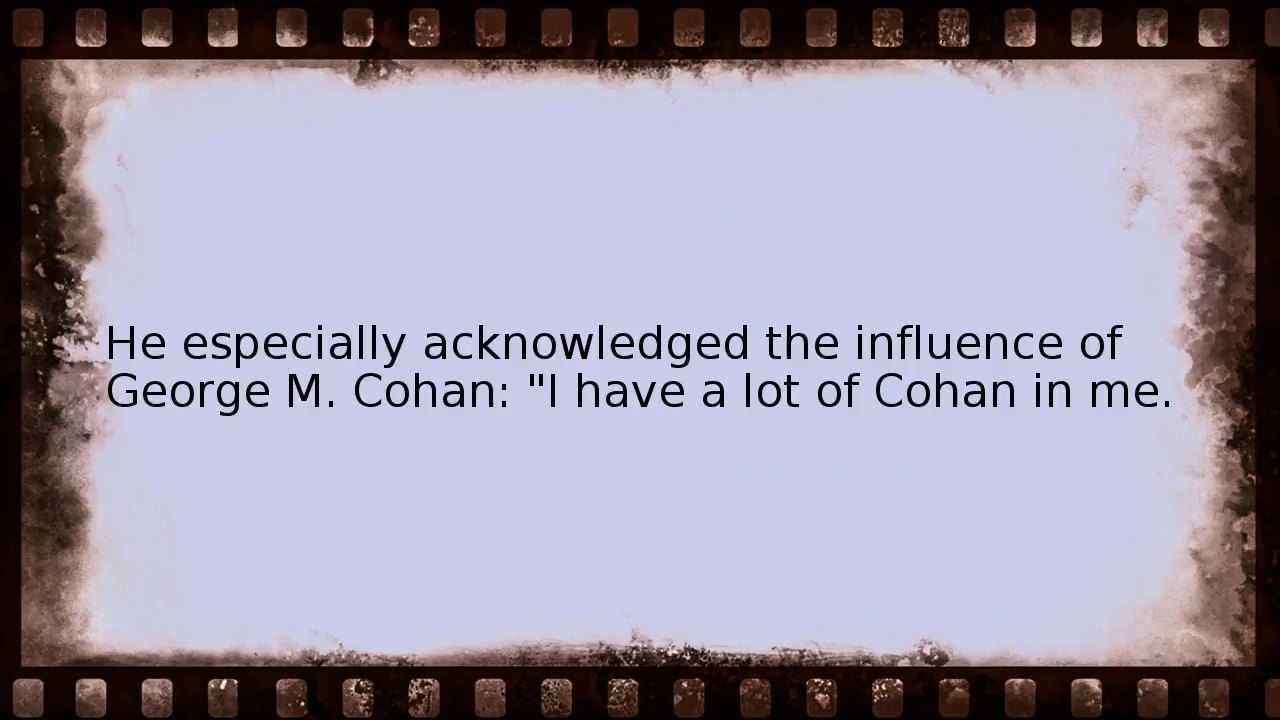 He especially acknowledged the influence of
George M. Cohan: "I have a lot of Cohan in me.